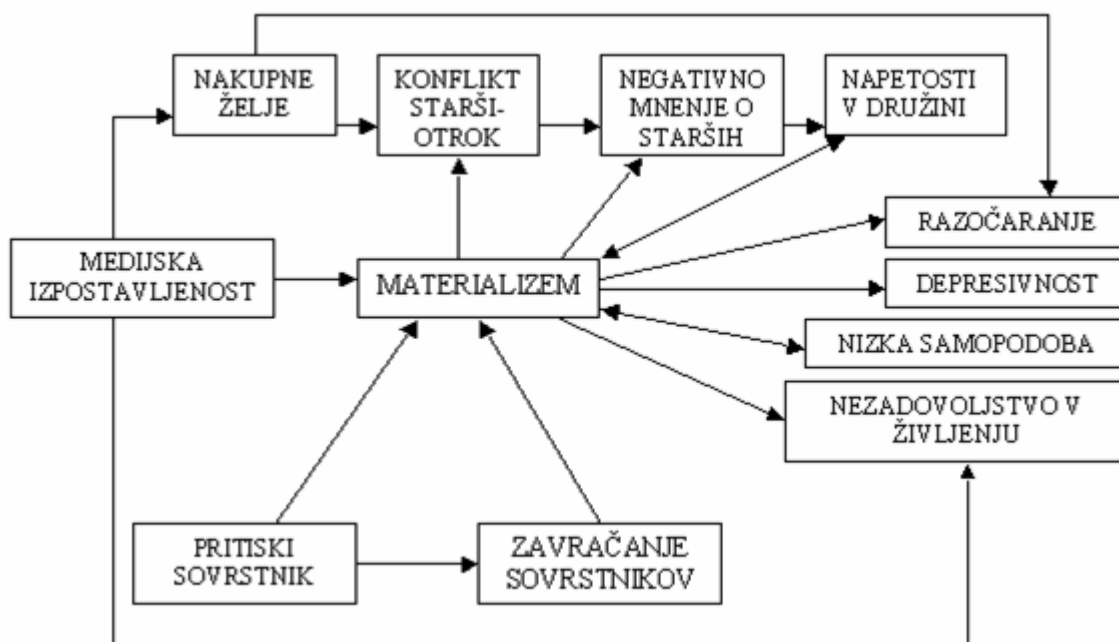 NAKUPNE
ŽELJE
KONFLIKT
STARŠI-
OTROK
NEGATIVNO
MNENJE O
STARŠIH
NAPETOSTI
V DRUŽINI
RAZOČARANJE
MEDIJSKA
IZPOSTAVLJENOST
MATERIALIZEM
DEPRESIVNOST
NIZKA SAMOPODOBA
NEZADOVOLJSTVO V
ŽIVLJENJU
PRITISKI
SOVRSTNIK
ZAVRAČANJE
SOVRSTNIKOV